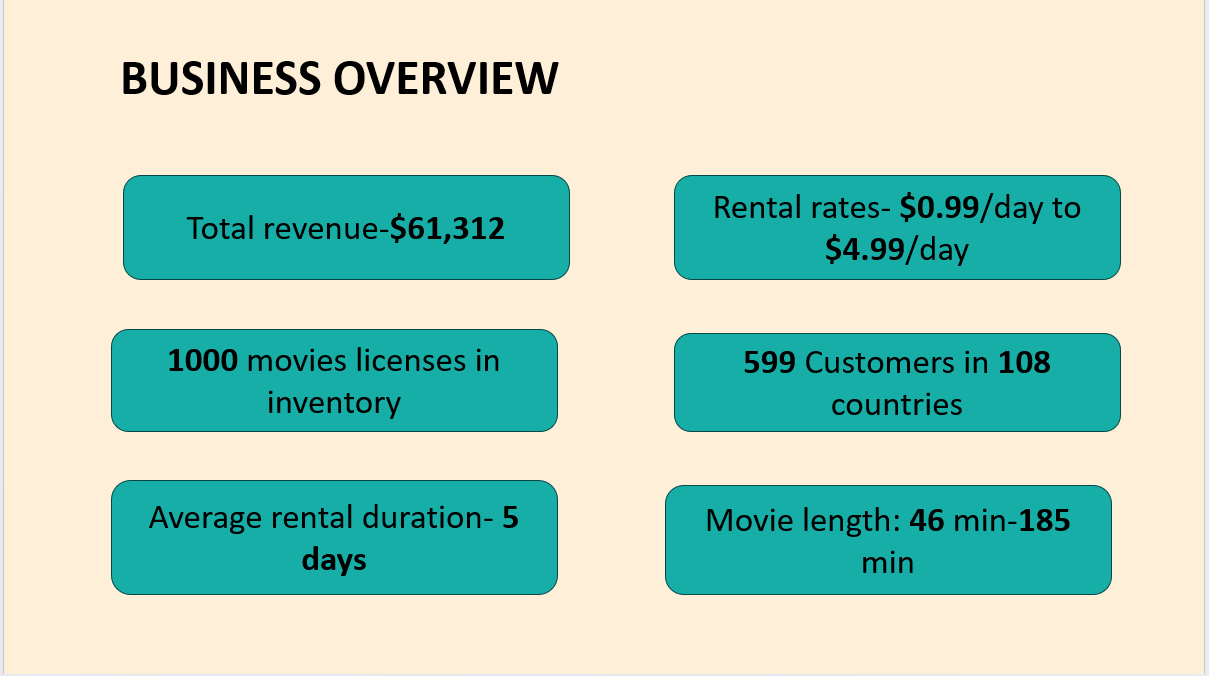 BUSINESS OVERVIEW
Total revenue-$61,312
Rental rates- $0.99/day to
$4.99/day
1000 movies licenses in
inventory
599 Customers in 108
countries
Average rental duration- 5
days
Movie length: 46 min-185
min